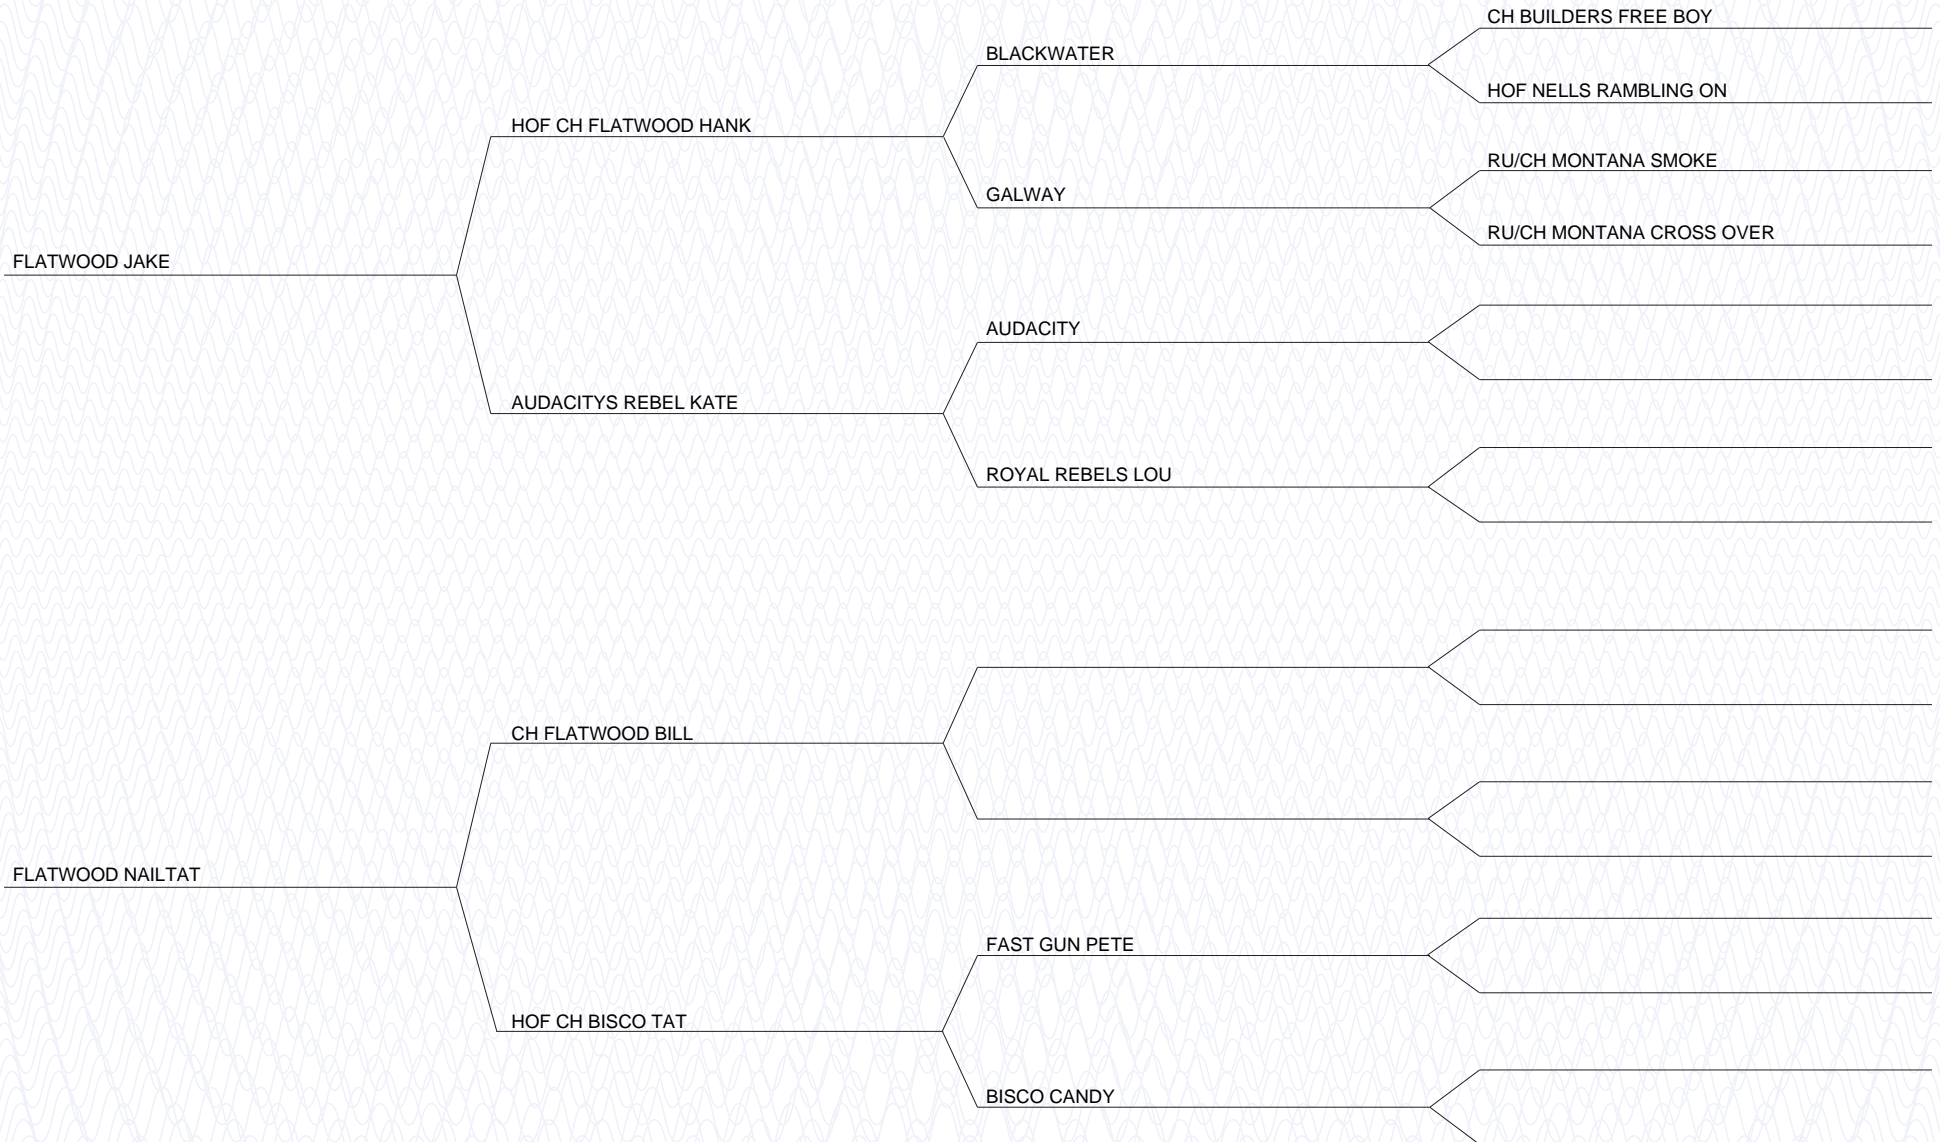 CH BUILDERS FREE BOY
BLACKWATER
HOF NELLS RAMBLING ON
HOF CH FLATWOOD HANK
RU/CH MONTANA SMOKE
GALWAY
RU/CH MONTANA CROSS OVER
FLATWOOD JAKE
AUDACITY
AUDACITYS REBEL KATE
ROYAL REBELS LOU
CH FLATWOOD BILL
FLATWOOD NAILTAT
FAST GUN PETE
HOF CH BISCO TAT
BISCO CANDY